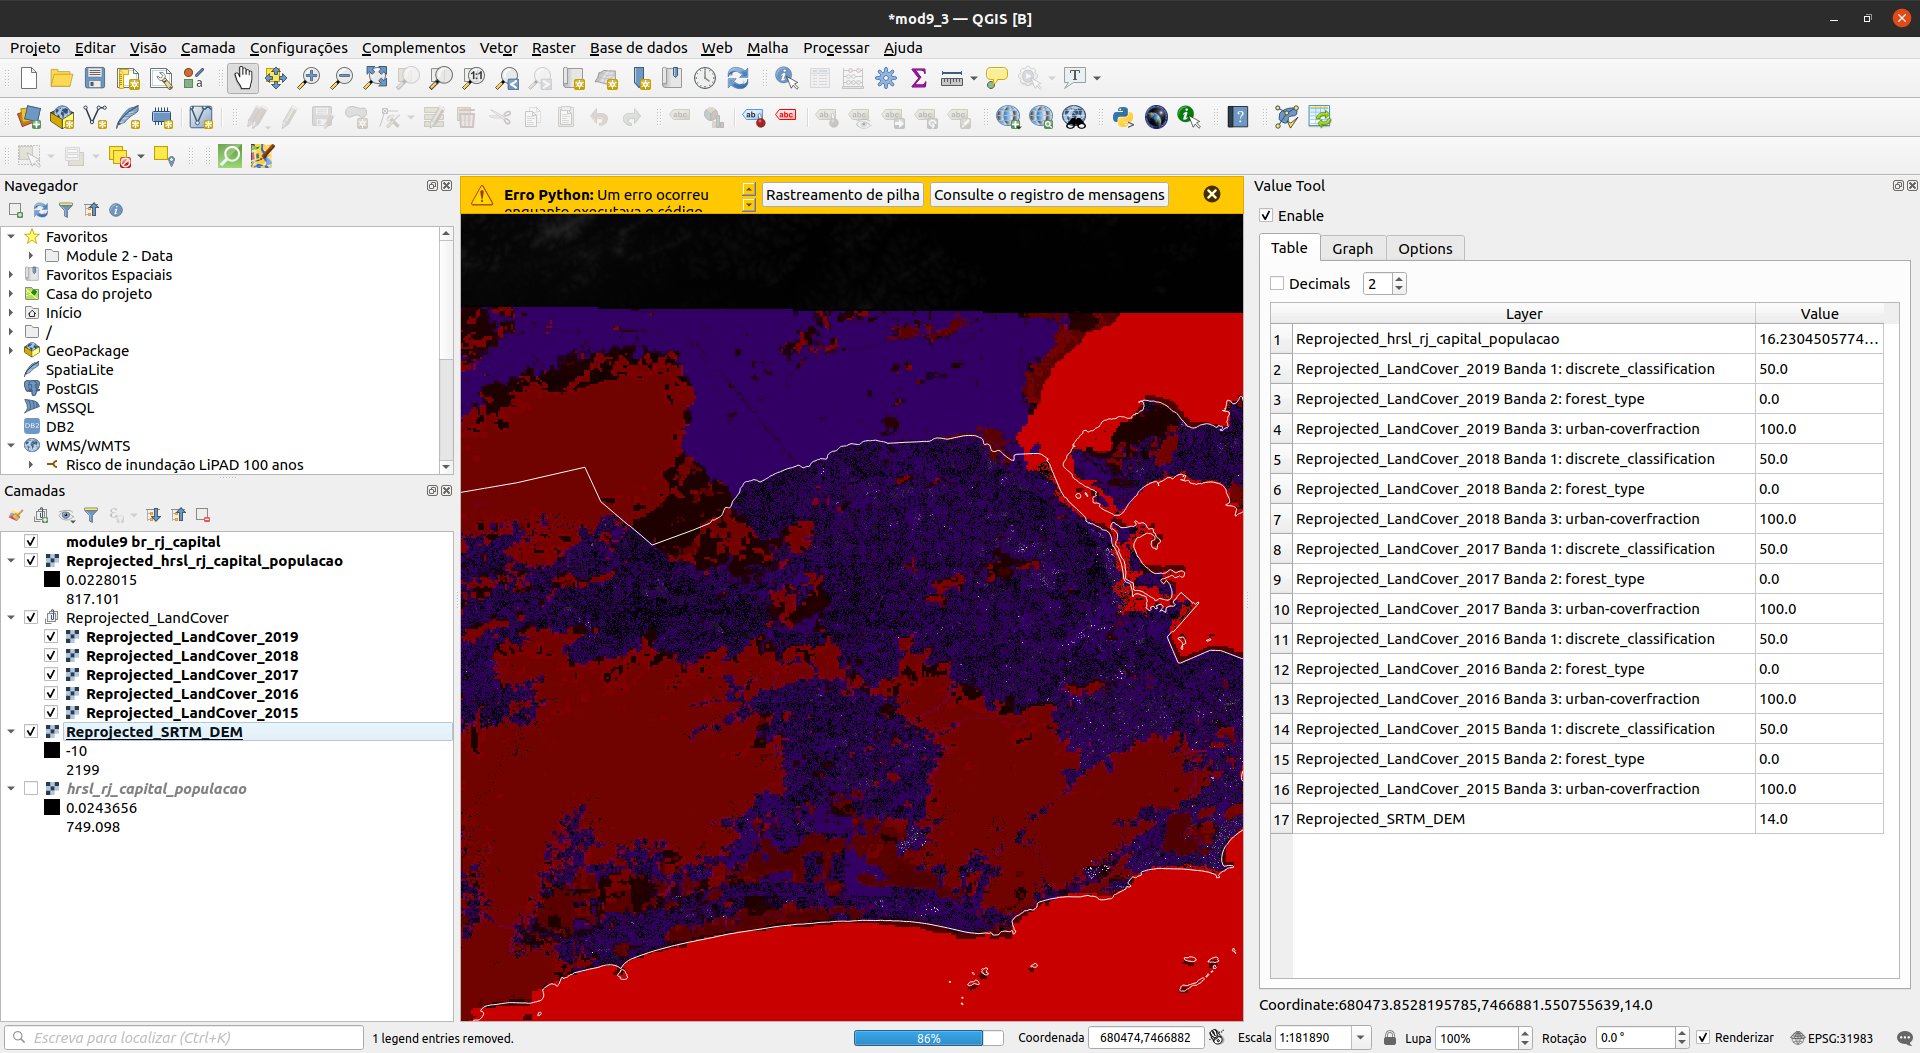 *mod9_3 — QGIS [B]
Projeto Editar Visão Camada Configurações Complementos Vetor Raster Base de dados Web Malha Processar Ajuda
Navegador
Favoritos
Module 2 - Data
Favoritos Espaciais
Casa do projeto
Início
/
GeoPackage
SpatiaLite
PostGIS
MSSQL
DB2
WMS/WMTS
Risco de inundação LiPAD 100 anos
Camadas
module9 br_rj_capital
Reprojected_hrsl_rj_capital_populacao
0.0228015
817.101
Reprojected_LandCover
Reprojected_LandCover_2019
Reprojected_LandCover_2018
Reprojected_LandCover_2017
Reprojected_LandCover_2016
Reprojected_LandCover_2015
Reprojected_SRTM_DEM
-10
2199
hrsl_rj_capital_populacao
0.0243656
749.098
Erro Python: Um erro ocorreu
enquanto executava o código
Rastreamento de pilha
Consulte o registro de mensagens
Value Tool
Enable
Table Graph Options
Decimals 2
Layer Value
1 Reprojected_hrsl_rj_capital_populacao 16.2304505774...
2 Reprojected_LandCover_2019 Banda 1: discrete_classification 50.0
3 Reprojected_LandCover_2019 Banda 2: forest_type 0.0
4 Reprojected_LandCover_2019 Banda 3: urban-coverfraction 100.0
5 Reprojected_LandCover_2018 Banda 1: discrete_classification 50.0
6 Reprojected_LandCover_2018 Banda 2: forest_type 0.0
7 Reprojected_LandCover_2018 Banda 3: urban-coverfraction 100.0
8 Reprojected_LandCover_2017 Banda 1: discrete_classification 50.0
9 Reprojected_LandCover_2017 Banda 2: forest_type 0.0
10 Reprojected_LandCover_2017 Banda 3: urban-coverfraction 100.0
11 Reprojected_LandCover_2016 Banda 1: discrete_classification 50.0
12 Reprojected_LandCover_2016 Banda 2: forest_type 0.0
13 Reprojected_LandCover_2016 Banda 3: urban-coverfraction 100.0
14 Reprojected_LandCover_2015 Banda 1: discrete_classification 50.0
15 Reprojected_LandCover_2015 Banda 2: forest_type 0.0
16 Reprojected_LandCover_2015 Banda 3: urban-coverfraction 100.0
17 Reprojected_SRTM_DEM 14.0
Coordinate:680473.8528195785,7466881.550755639,14.0
Escreva para localizar (Ctrl+K)
1 legend entries removed.
86%
Coordenada 680474,7466882
Escala 1:181890
Lupa 100%
Rotação 0.0 °
Renderizar
EPSG:31983